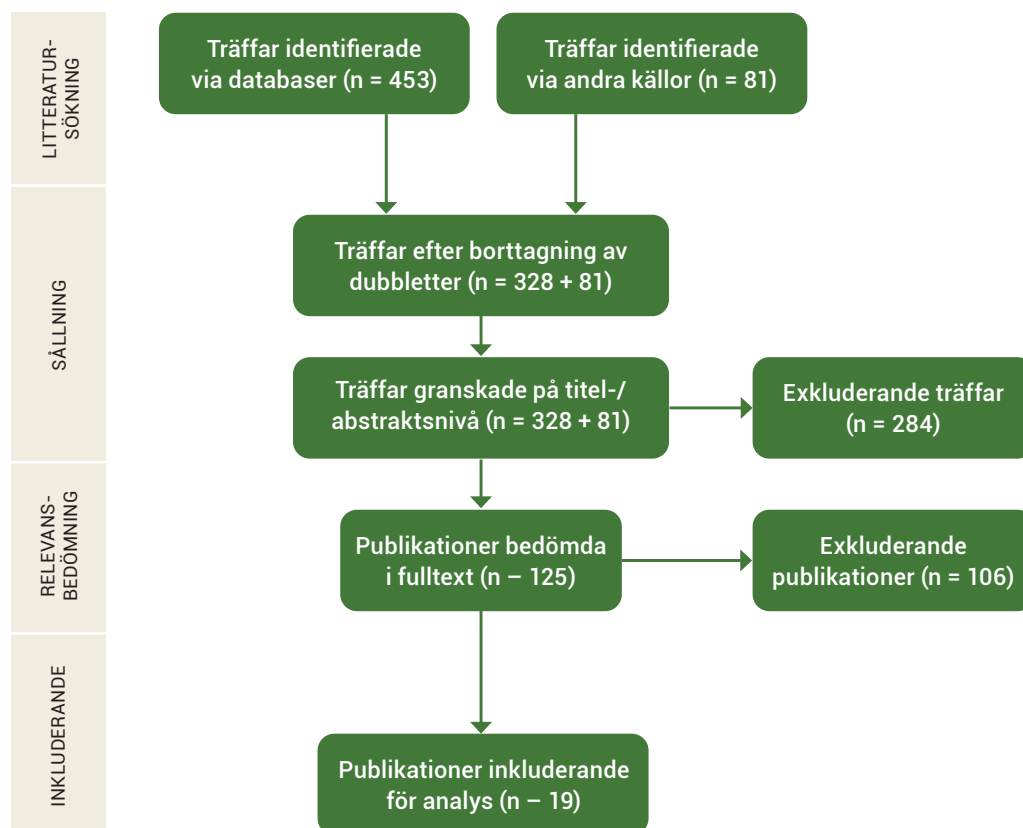 LITTERATUR-
SÖKNING
Träffar identifierade
via databaser (n = 453)
Träffar identifierade
via andra källor (n = 81)
SÅLLNING
Träffar efter borttagning av
dubbletter (n = 328 + 81)
Träffar granskade på titel-/
abstraktsnivå (n = 328 + 81)
Exkluderande träffar
(n = 284)
RELEVANS-
BEDÖMNING
Publikationer bedömda
i fulltext (n – 125)
Exkluderande
publikationer (n = 106)
INKLUDERANDE
Publikationer inkluderande
för analys (n – 19)